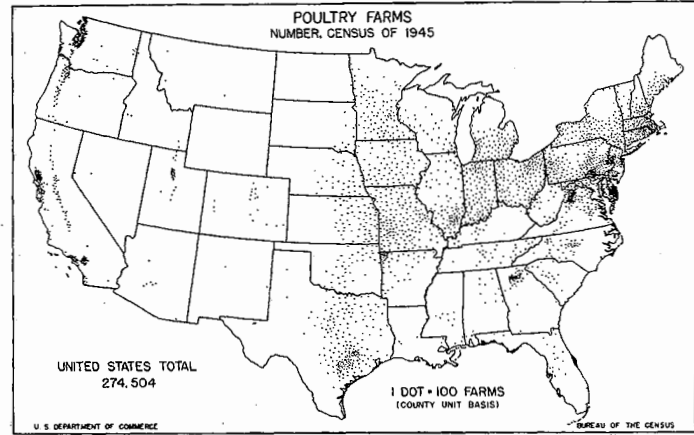 POULTRY FARMS
NUMBER, CENSUS OF 1945
UNITED STATES TOTAL
274,504
1 DOT = 100 FARMS
(COUNTY UNIT BASIS)
U. S. DEPARTMENT OF COMMERCE
BUREAU OF THE CENSUS